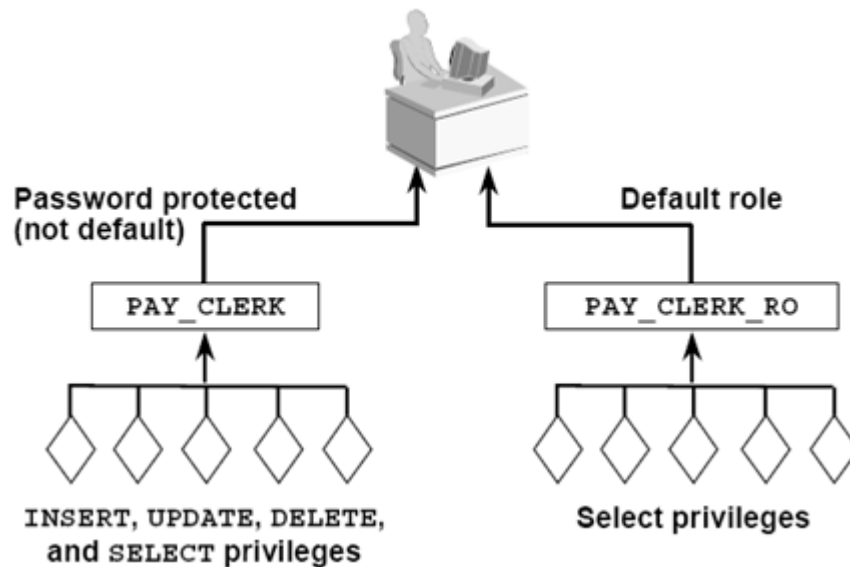 Password protected
(not default)
Default role
PAY_CLERK
PAY_CLERK_RO
INSERT, UPDATE, DELETE,
and SELECT privileges
Select privileges